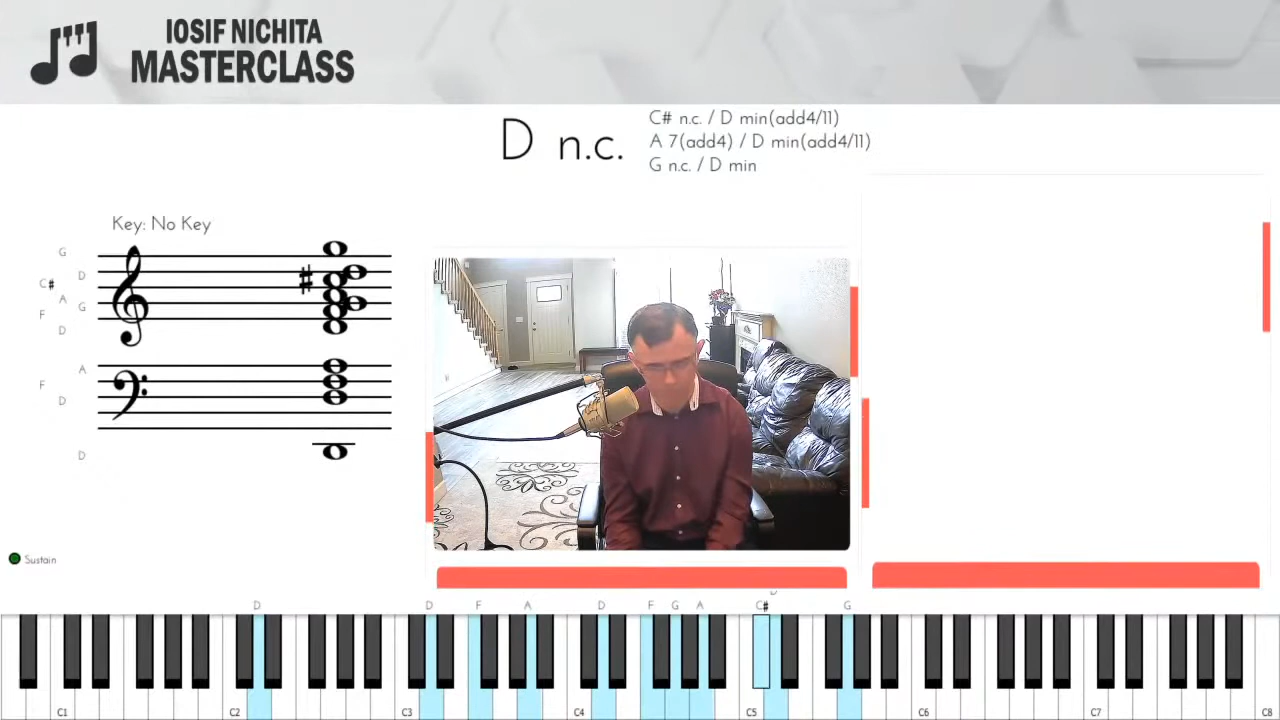 IOSIF NICHITA
MASTERCLASS
D n.c.
C# n.c. / D min(add4/11)
A 7(add4) / D min(add4/11)
G n.c. / D min
Key: No Key
G
D
C#
A
G
F
D
A
F
D
D
Sustain
D D F A D F G A C# D G
C1 C2 C3 C4 C5 C6 C7 C8